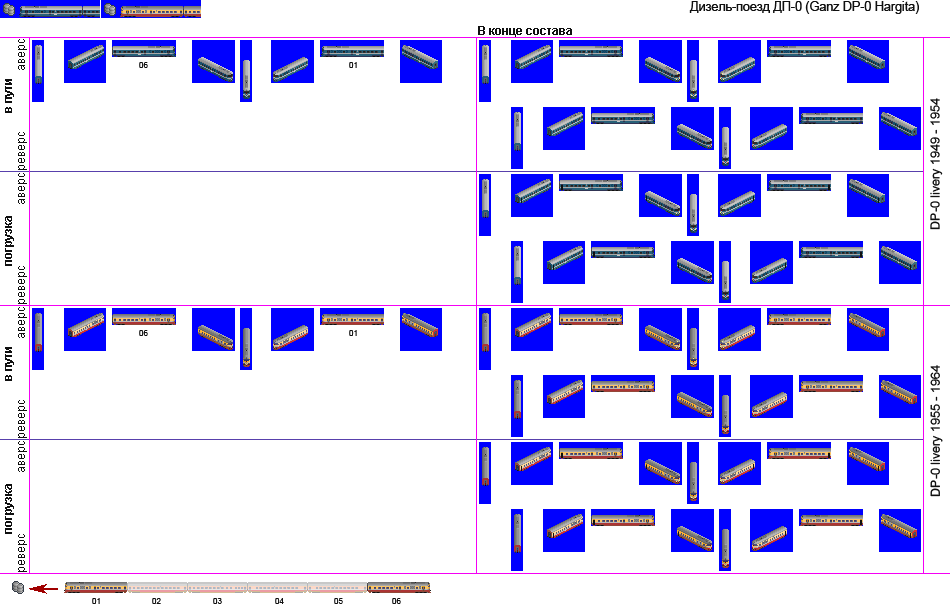 Дизель-поезд ДП-0 (Ganz DP-0 Hargita)
В конце состава
в пути
аверс
06
01
реверс
DP-0 livery 1949 - 1954
погрузка
аверс
реверс
в пути
аверс
06
01
реверс
DP-0 livery 1955 - 1964
погрузка
аверс
реверс
01 02 03 04 05 06